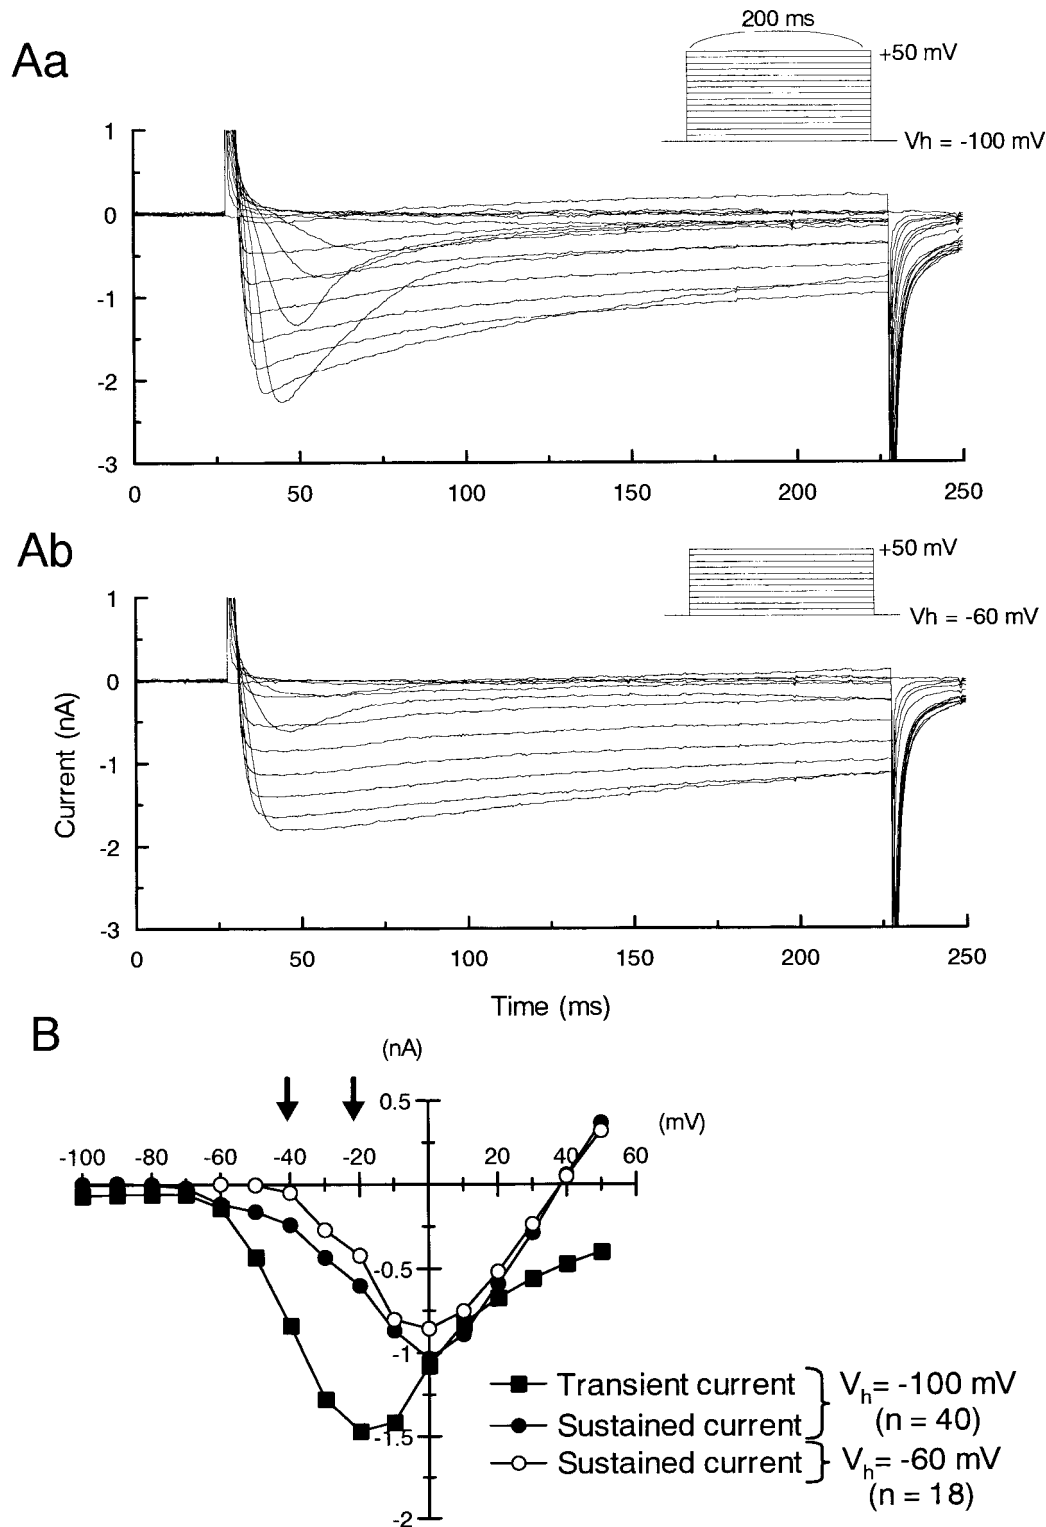 Aa
200 ms
+50 mV
Vh = -100 mV
1
0
-1
-2
-3
0 50 100 150 200 250
Ab
+50 mV
Vh = -60 mV
1
0
-1
-2
-3
Current (nA)
0 50 100 150 200 250
Time (ms)
B
(nA)
0.5
(mV)
-100 -80 -60 -40 -20 20 40 60
-0.5
-1
-1.5
-2
Transient current
Sustained current
Vh= -100 mV
(n = 40)
Sustained current
Vh= -60 mV
(n = 18)